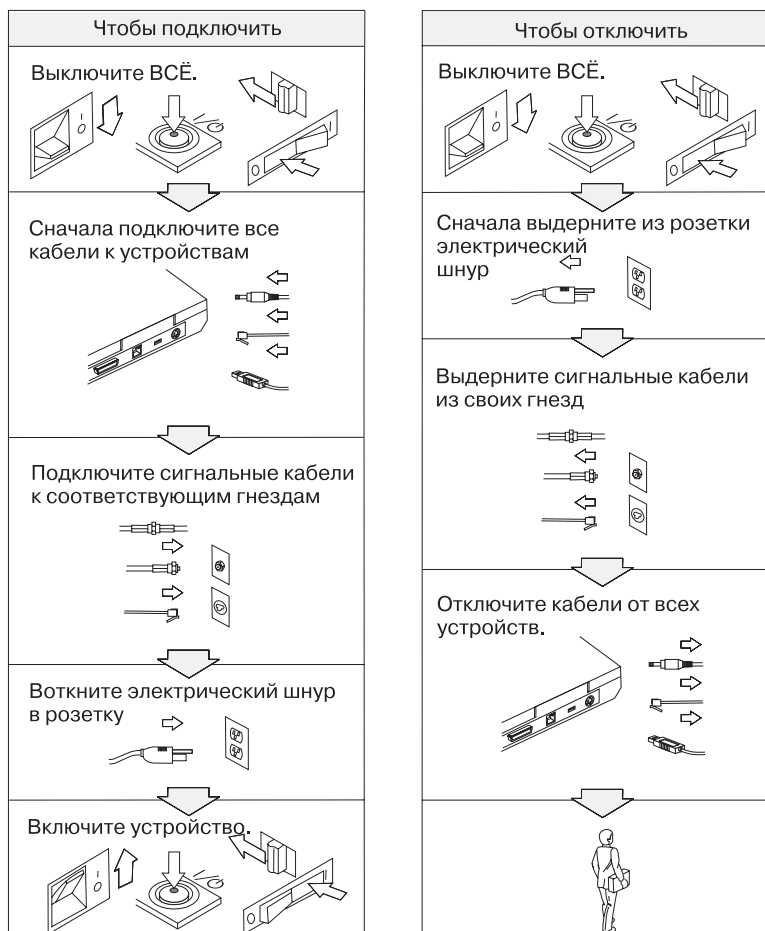 Чтобы подключить
Выключите ВСЁ.
Сначала подключите все
кабели к устройствам
Подключите сигнальные кабели
к соответствующим гнездам
Воткните электрический шнур
в розетку
Включите устройство.
Чтобы отключить
Выключите ВСЁ.
Сначала выдерните из розетки
электрический
шнур
Выдерните сигнальные кабели
из своих гнезд
Отключите кабели от всех
устройств.